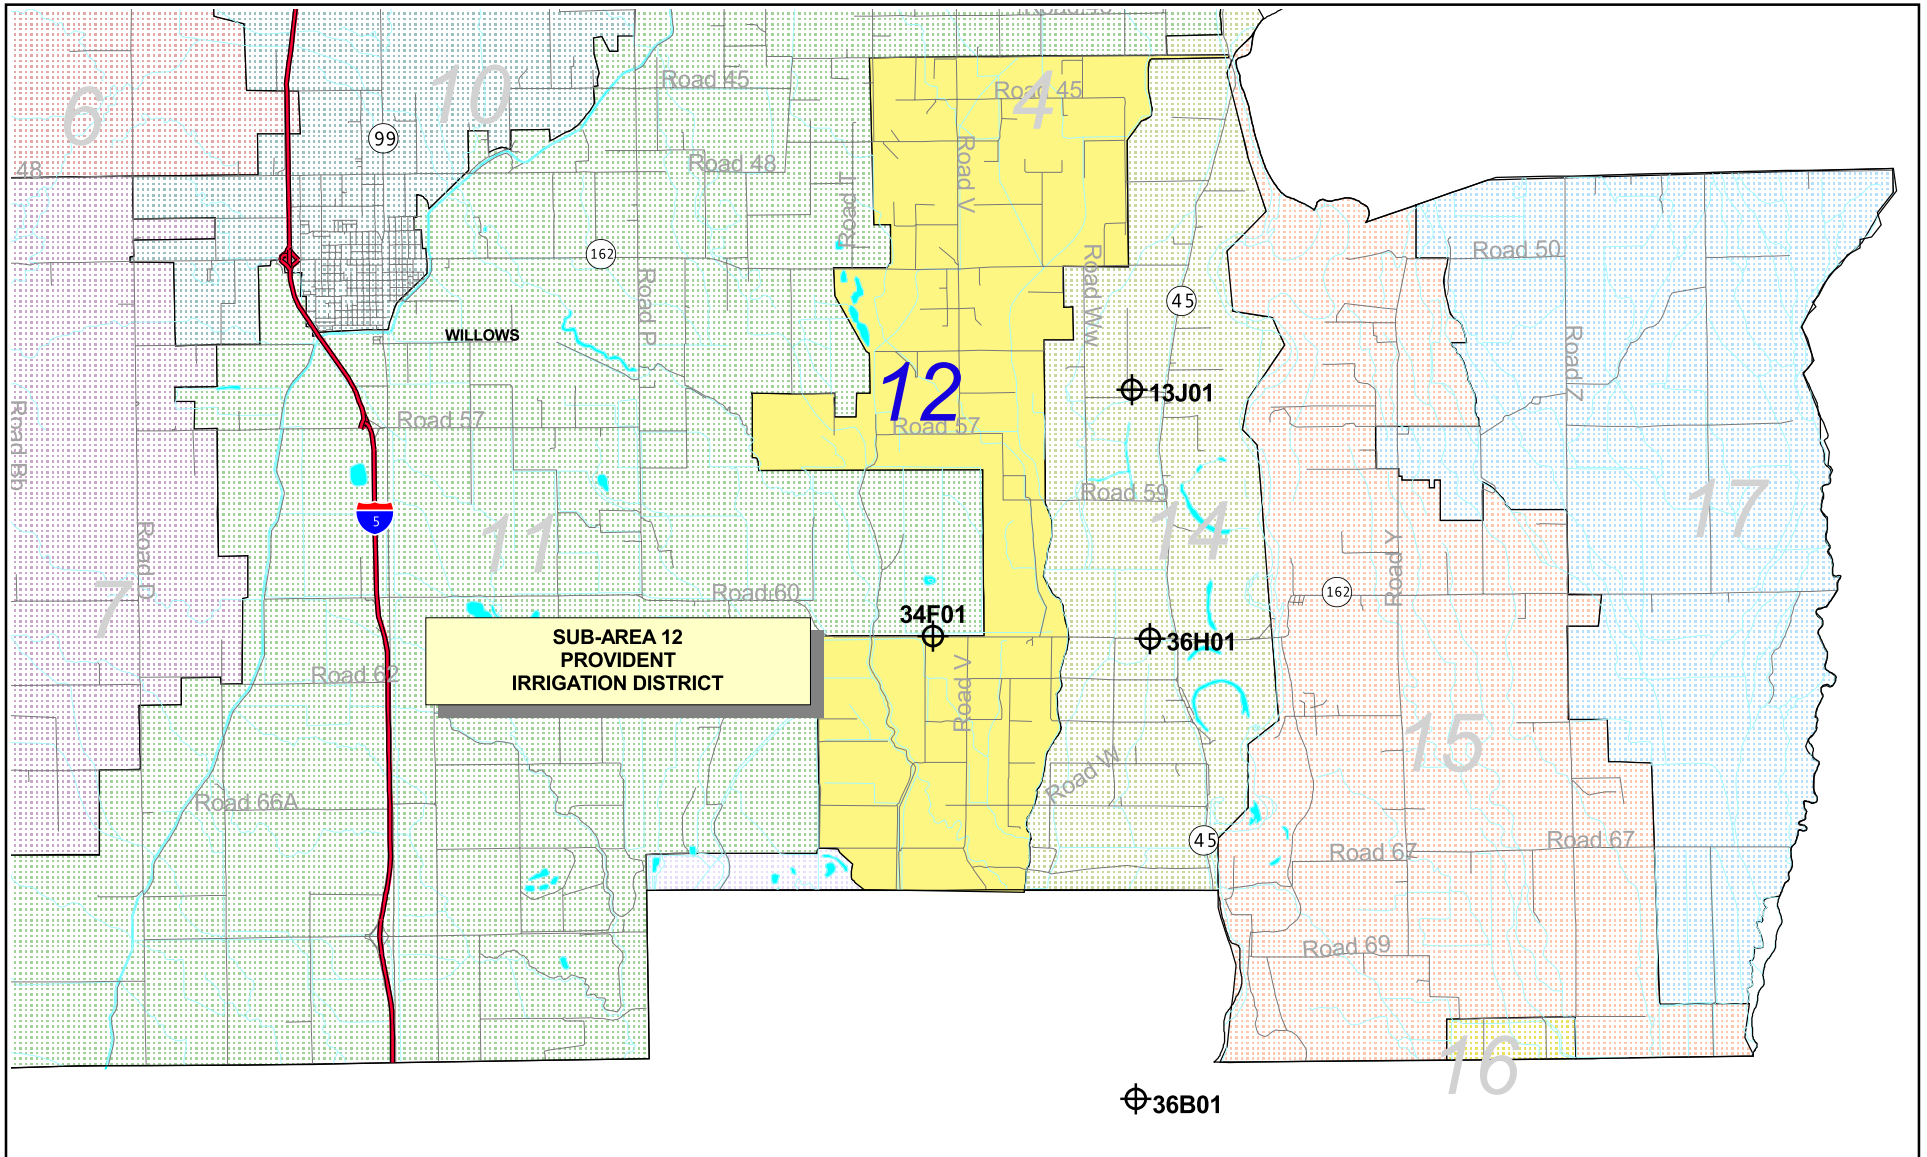 10
4
6
Road 45
Road 45
99
48
Road 48
Road V
Road T
162
Road 50
Road Ww
Road P
45
WILLOWS
Road Z
12
13J01
Road 57
Road 57
Road Bb
Road 59
17
5
11
14
Road D
Road Y
7
Road 60
162
34F01
36H01
SUB-AREA 12
PROVIDENT
IRRIGATION DISTRICT
Road 62
Road V
15
Road W
Road 66A
45
Road 67
Road 67
Road 69
16
36B01